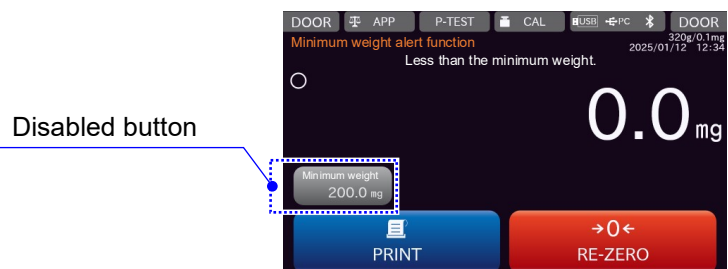 DOOR APP P-TEST CAL USB PC DOOR
Minimum weight alert function
320g/0.1mg
2025/01/12 12:34
Less than the minimum weight.
0.0 mg
Disabled button
Minimum weight
200.0 mg
→0←
PRINT
RE-ZERO